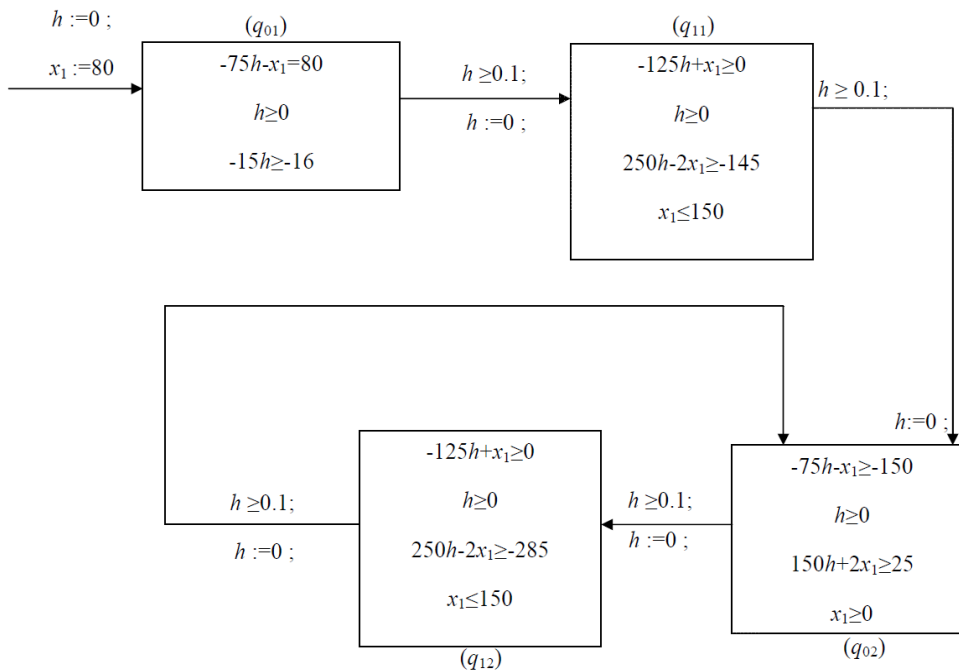 h :=0 ;
x₁ :=80
(q₀₁)
-75h-x₁=80
h≥0
-15h≥-16
h ≥0.1;
h :=0 ;
(q₁₁)
-125h+x₁≥0
h≥0
250h-2x₁≥-145
x₁≤150
h ≥ 0.1;
h:=0 ;
-75h-x₁≥-150
h≥0
150h+2x₁≥25
x₁≥0
(q₀₂)
h ≥0.1;
h :=0 ;
-125h+x₁≥0
h≥0
250h-2x₁≥-285
x₁≤150
(q₁₂)
h ≥0.1;
h :=0 ;